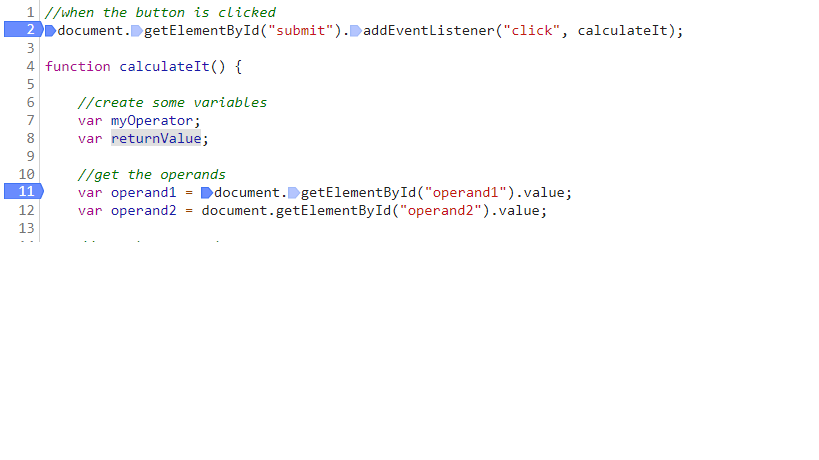 1 //when the button is clicked
2 document.getElementById("submit").addEventListener("click", calculateIt);
3
4 function calculateIt() {
5
6 //create some variables
7 var myOperator;
8 var returnValue;
9
10 //get the operands
11 var operand1 = document.getElementById("operand1").value;
12 var operand2 = document.getElementById("operand2").value;
13